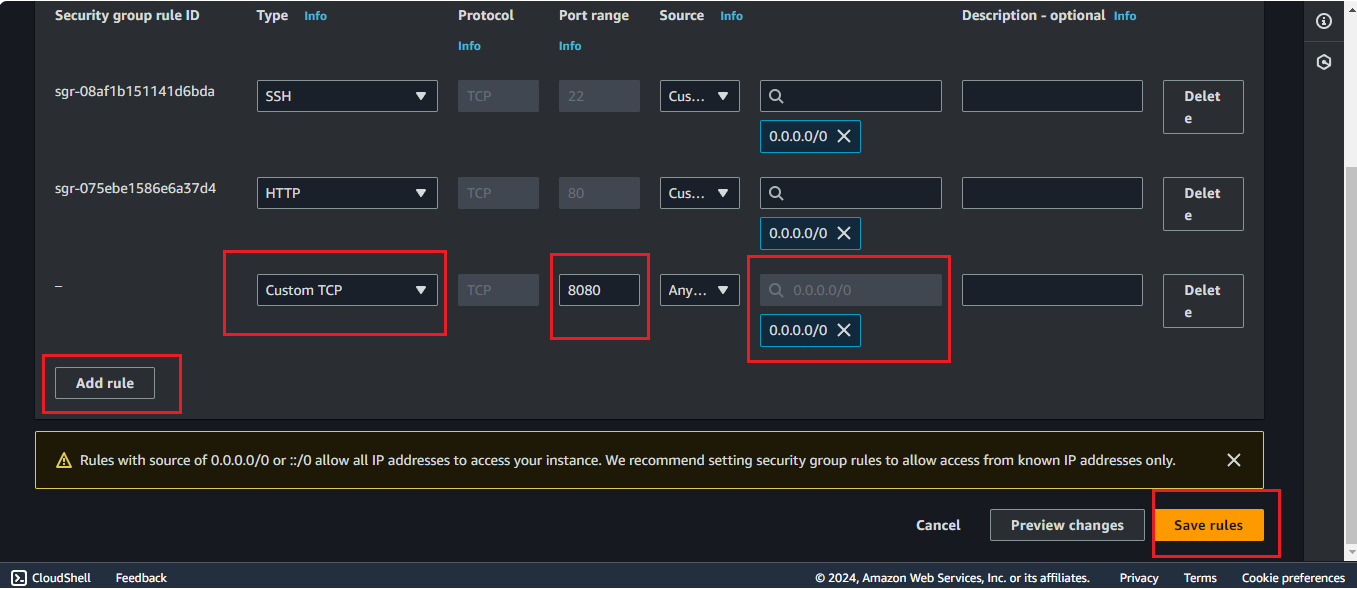 Security group rule ID Type Info Protocol Port range Source Info Description - optional Info
Info Info
sgr-08af1b151141d6bda SSH TCP 22 Cus... Delet
e
0.0.0.0/0
sgr-075ebe1586e6a37d4 HTTP TCP 80 Cus... Delet
e
0.0.0.0/0
– Custom TCP TCP 8080 Any... 0.0.0.0/0 Delet
e
0.0.0.0/0
Add rule
Rules with source of 0.0.0.0/0 or ::/0 allow all IP addresses to access your instance. We recommend setting security group rules to allow access from known IP addresses only.
Cancel Preview changes Save rules
CloudShell Feedback © 2024, Amazon Web Services, Inc. or its affiliates. Privacy Terms Cookie preferences